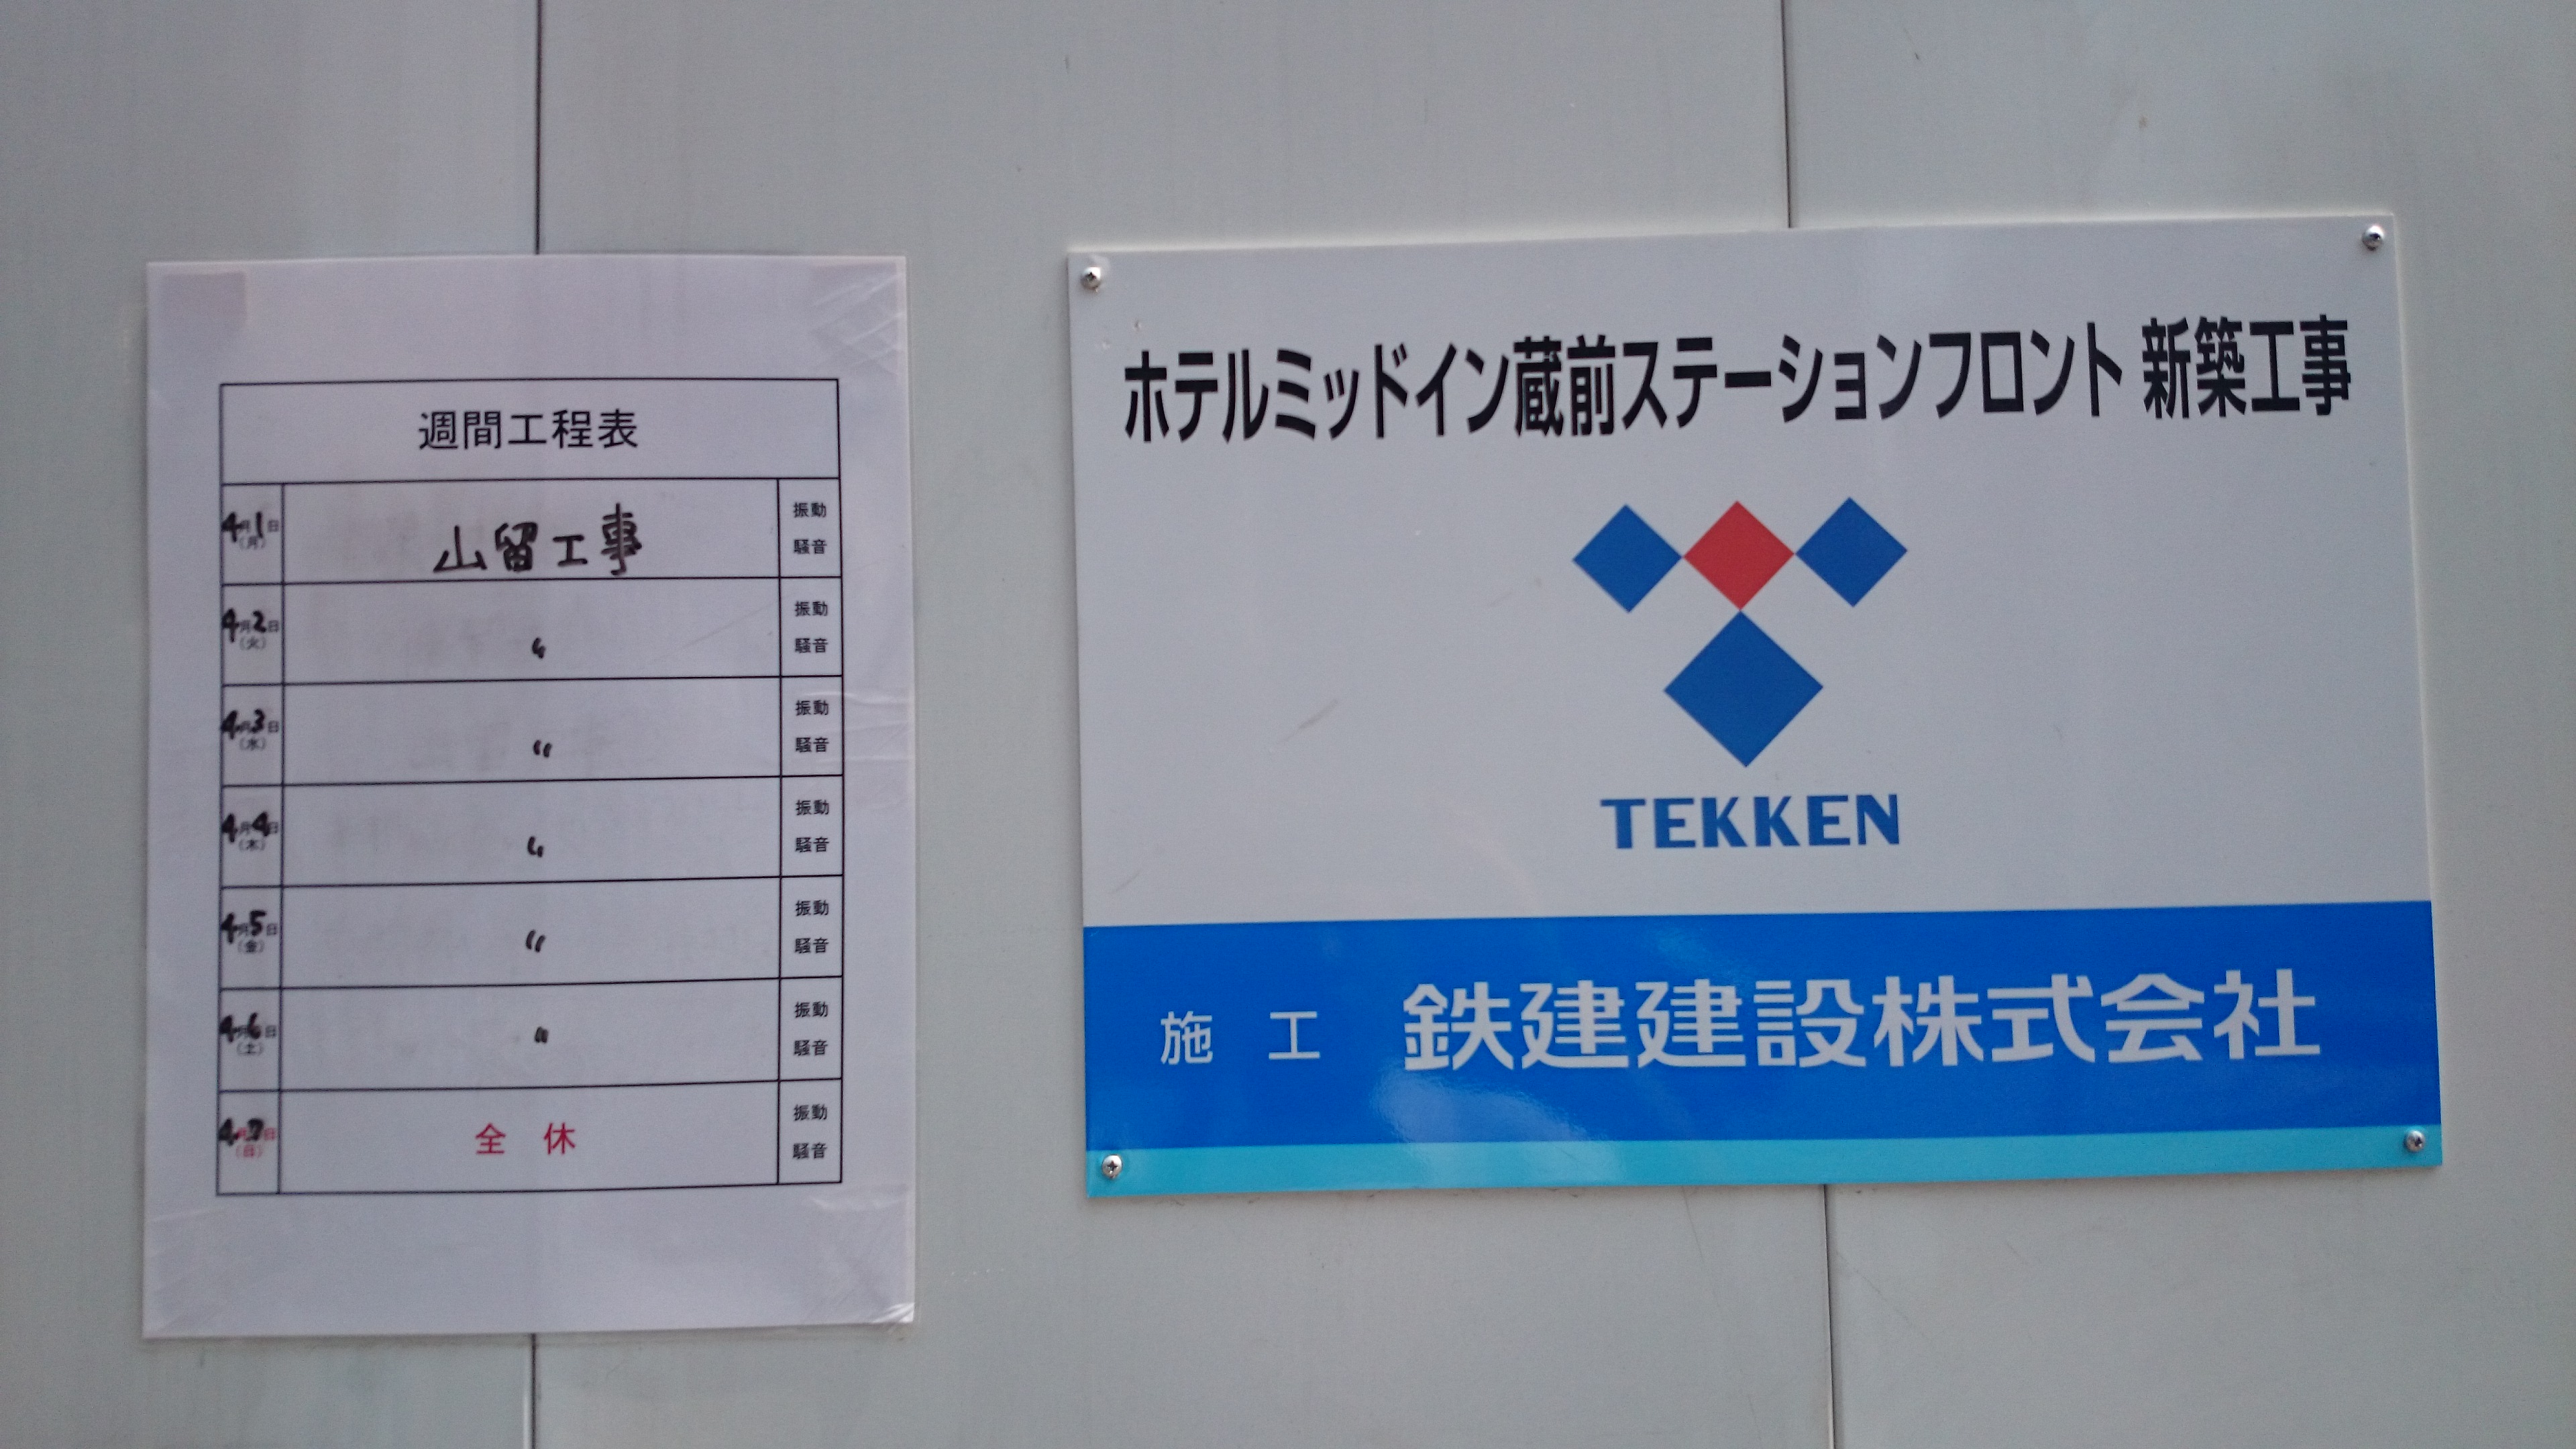 週間工程表
4月1日
(月)
山留工事
振動
騒音
4月2日
(火)
〃
振動
騒音
4月3日
(水)
〃
振動
騒音
4月4日
(木)
〃
振動
騒音
4月5日
(金)
〃
振動
騒音
4月6日
(土)
〃
振動
騒音
4月7日
(日)
全休
振動
騒音
ホテルミッドイン蔵前ステーションフロント 新築工事
TEKKEN
施工 鉄建建設株式会社